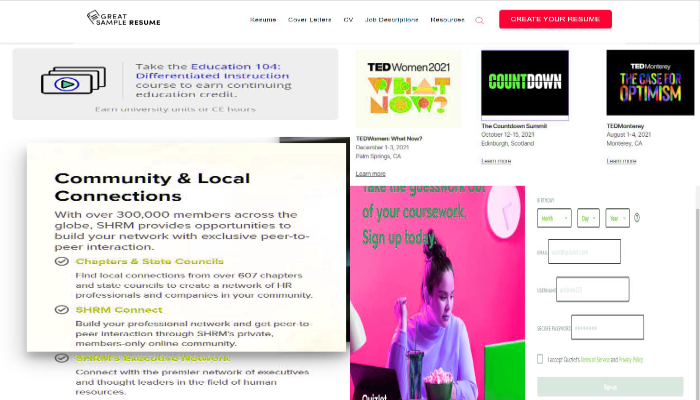 GREAT
SAMPLE RESUME
Resume Cover Letters CV Job Descriptions Resources
CREATE YOUR RESUME
Take the Education 104:
Differentiated Instruction
course to earn continuing
education credit.
Earn university units or CE hours
TEDWomen 2021
WHAT
NOW?
TEDWomen: What Now?
December 1-3, 2021
Palm Springs, CA
Learn more
COUNTDOWN
The Countdown Summit
October 12-15, 2021
Edinburgh, Scotland
Learn more
TEDMonterey
THE CASE FOR
OPTIMISM
TEDMonterey
August 1-4, 2021
Monterey, CA
Learn more
Community & Local
Connections
With over 300,000 members across the
globe, SHRM provides opportunities to
build your network with exclusive peer-to-
peer interaction.
Chapters & State Councils
Find local connections from over 607 chapters
and state councils to create a network of HR
professionals and companies in your community.
SHRM Connect
Build your professional network and get peer-to-
peer interaction through SHRM's private,
members-only online community.
SHRM's Executive Network
Connect with the premier network of executives
and thought leaders in the field of human
resources.
Take the guesswork out
of your coursework.
Sign up today.
Quizlet
BIRTHDAY
Month Day Year
EMAIL
USERNAME
SECURE PASSWORD
I accept Quizlet's Terms of Service and Privacy Policy